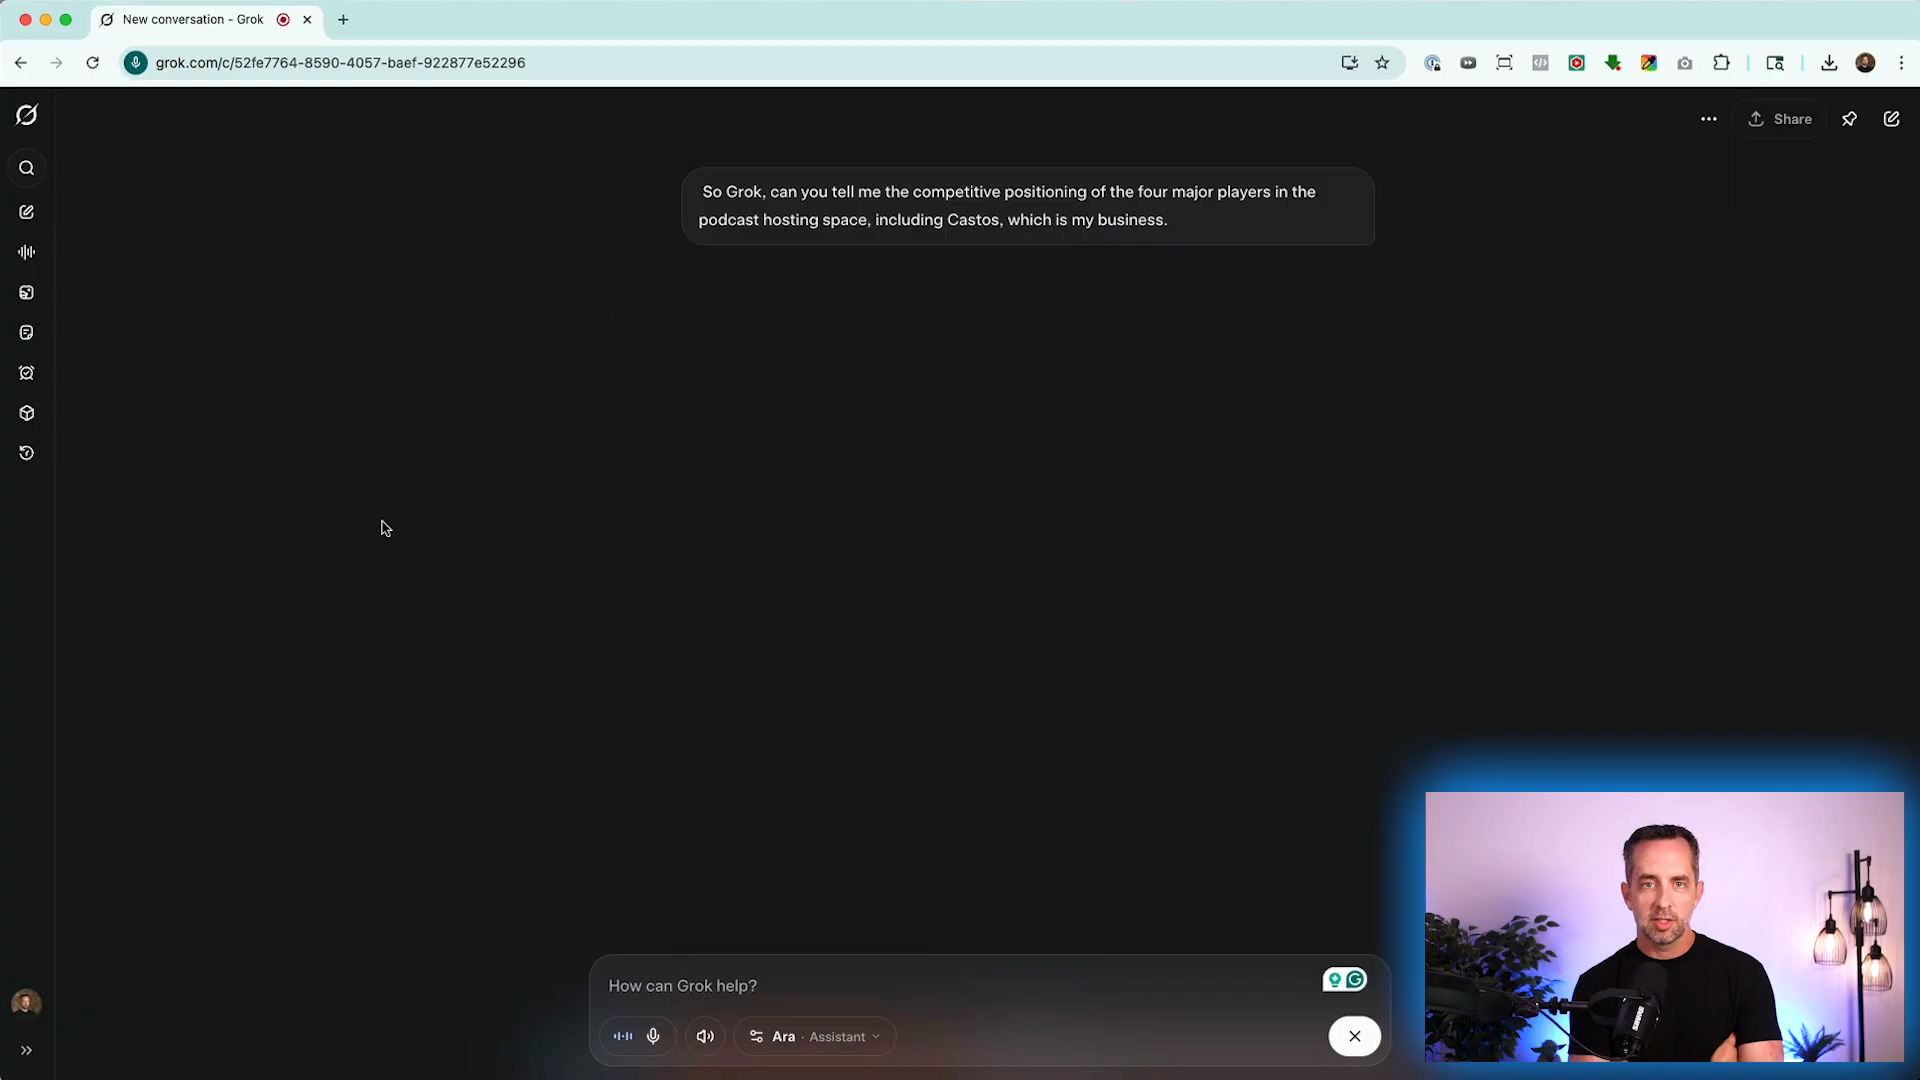 New conversation - Grok
grok.com/c/52fe7764-8590-4057-baef-922877e52296
Share
So Grok, can you tell me the competitive positioning of the four major players in the
podcast hosting space, including Castos, which is my business.
How can Grok help?
Ara · Assistant